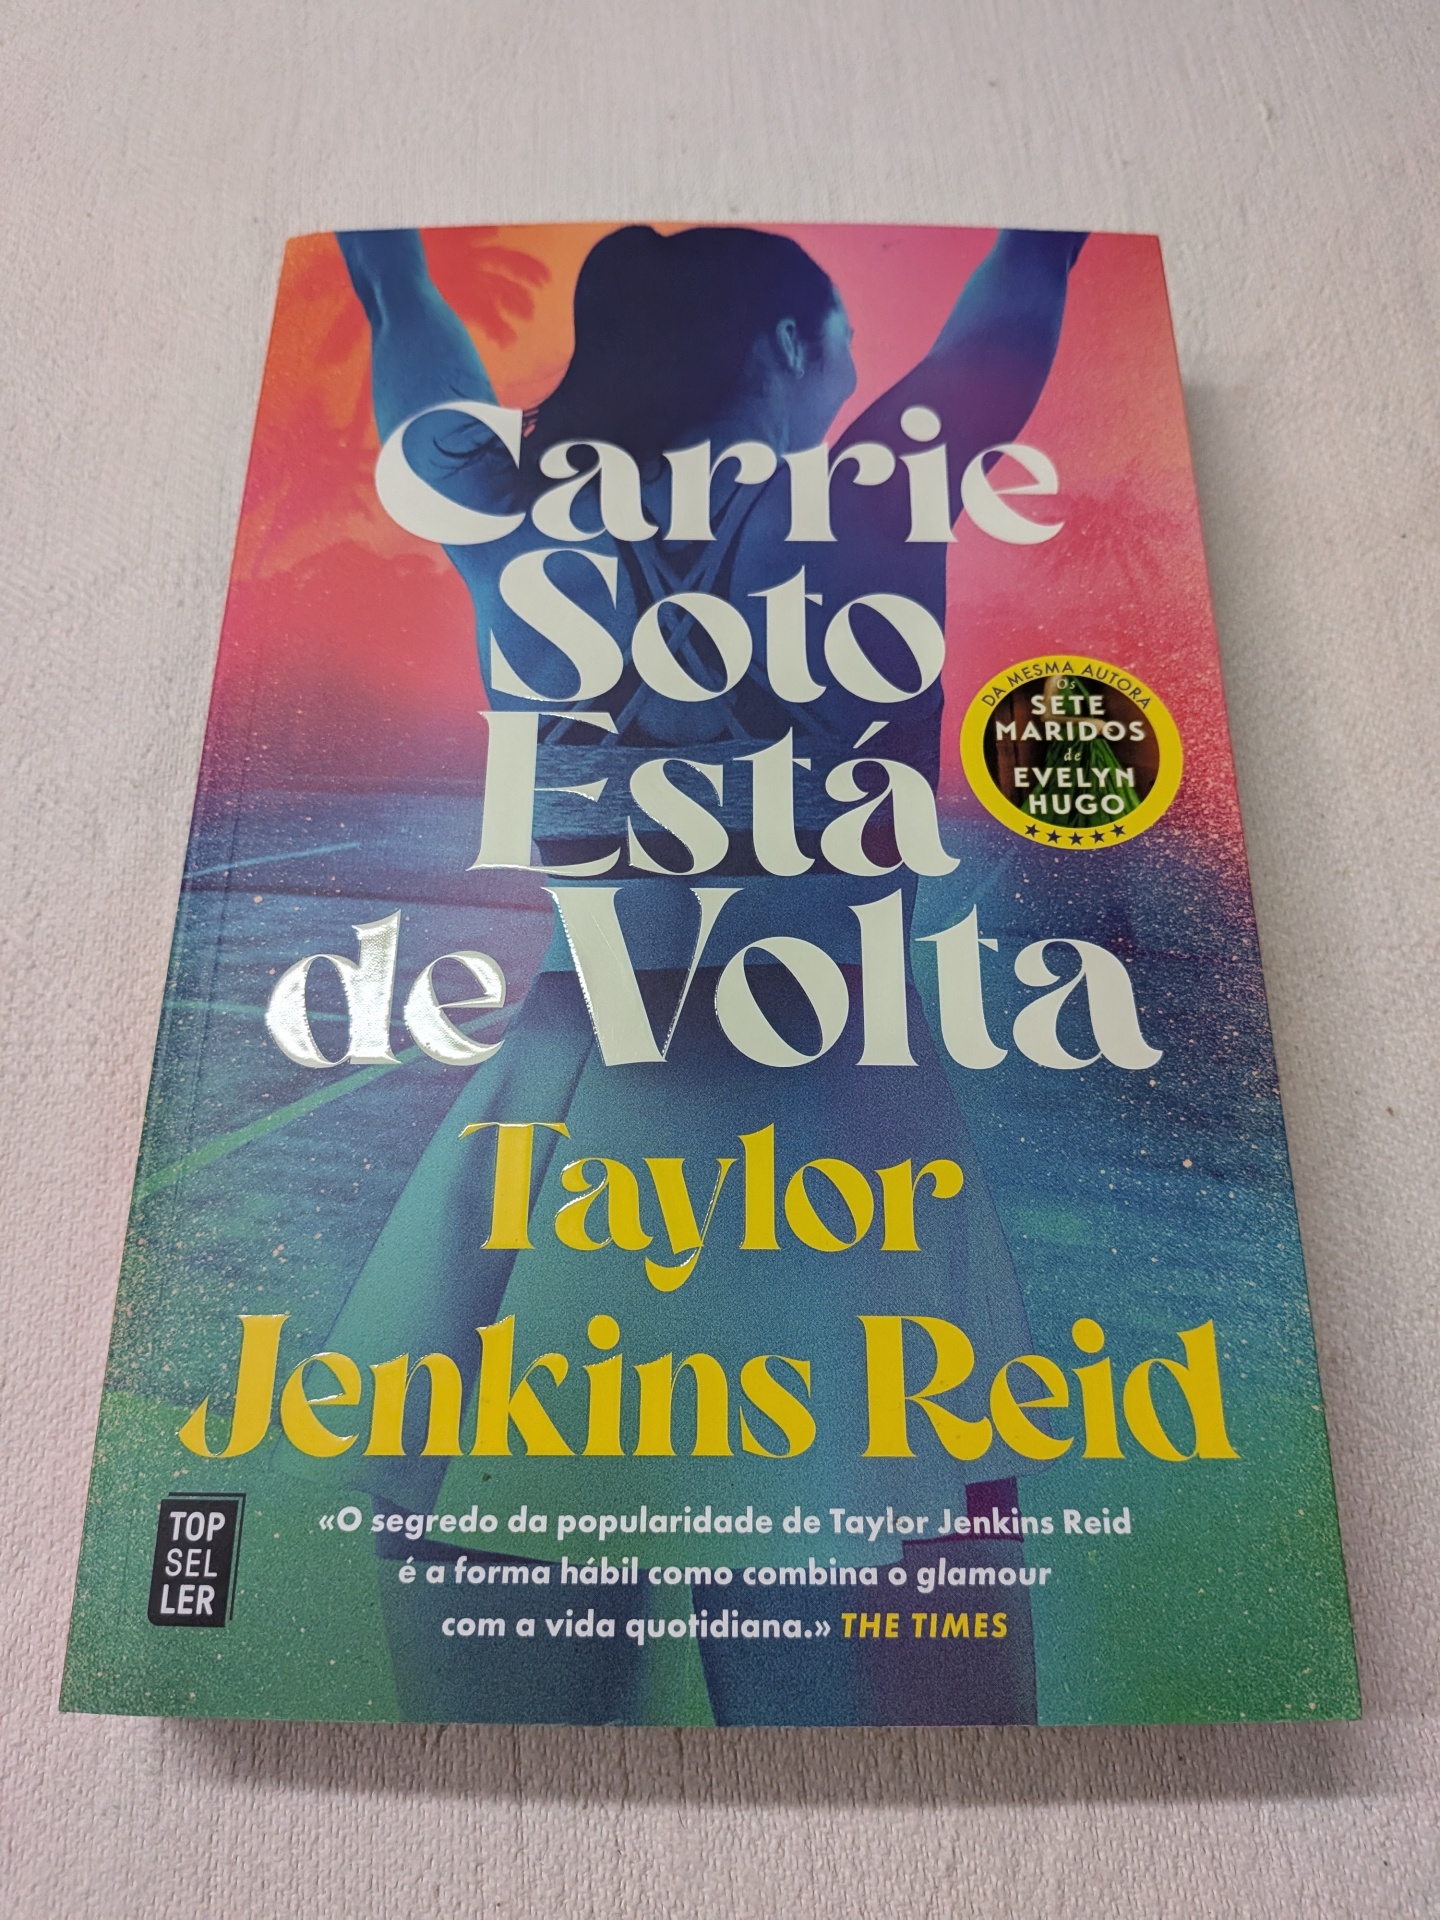 Carrie
Soto
Está
de Volta
DA MESMA AUTORA
Os
SETE
MARIDOS
de
EVELYN
HUGO
Taylor
Jenkins Reid
TOP
SEL
LER
«O segredo da popularidade de Taylor Jenkins Reid
é a forma hábil como combina o glamour
com a vida quotidiana.» THE TIMES